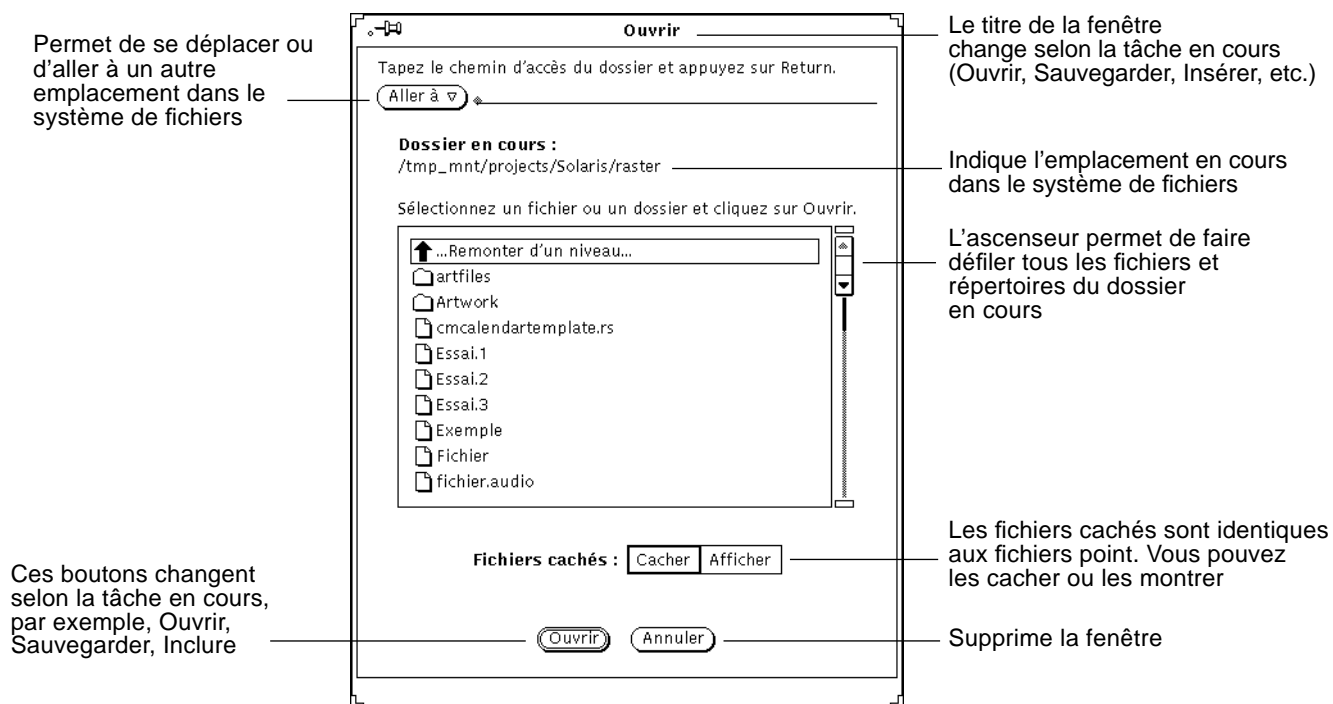 Permet de se déplacer ou
d’aller à un autre
emplacement dans le
système de fichiers
Ouvrir
Le titre de la fenêtre
change selon la tâche en cours
(Ouvrir, Sauvegarder, Insérer, etc.)
Tapez le chemin d'accès du dossier et appuyez sur Return.
Aller à
Dossier en cours :
/tmp_mnt/projects/Solaris/raster
Indique l’emplacement en cours
dans le système de fichiers
Sélectionnez un fichier ou un dossier et cliquez sur Ouvrir.
...Remonter d'un niveau...
artfiles
Artwork
cmcalendartemplate.rs
Essai.1
Essai.2
Essai.3
Exemple
Fichier
fichier.audio
L’ascenseur permet de faire
défiler tous les fichiers et
répertoires du dossier
en cours
Fichiers cachés : Cacher Afficher
Les fichiers cachés sont identiques
aux fichiers point. Vous pouvez
les cacher ou les montrer
Ces boutons changent
selon la tâche en cours,
par exemple, Ouvrir,
Sauvegarder, Inclure
Ouvrir Annuler
Supprime la fenêtre